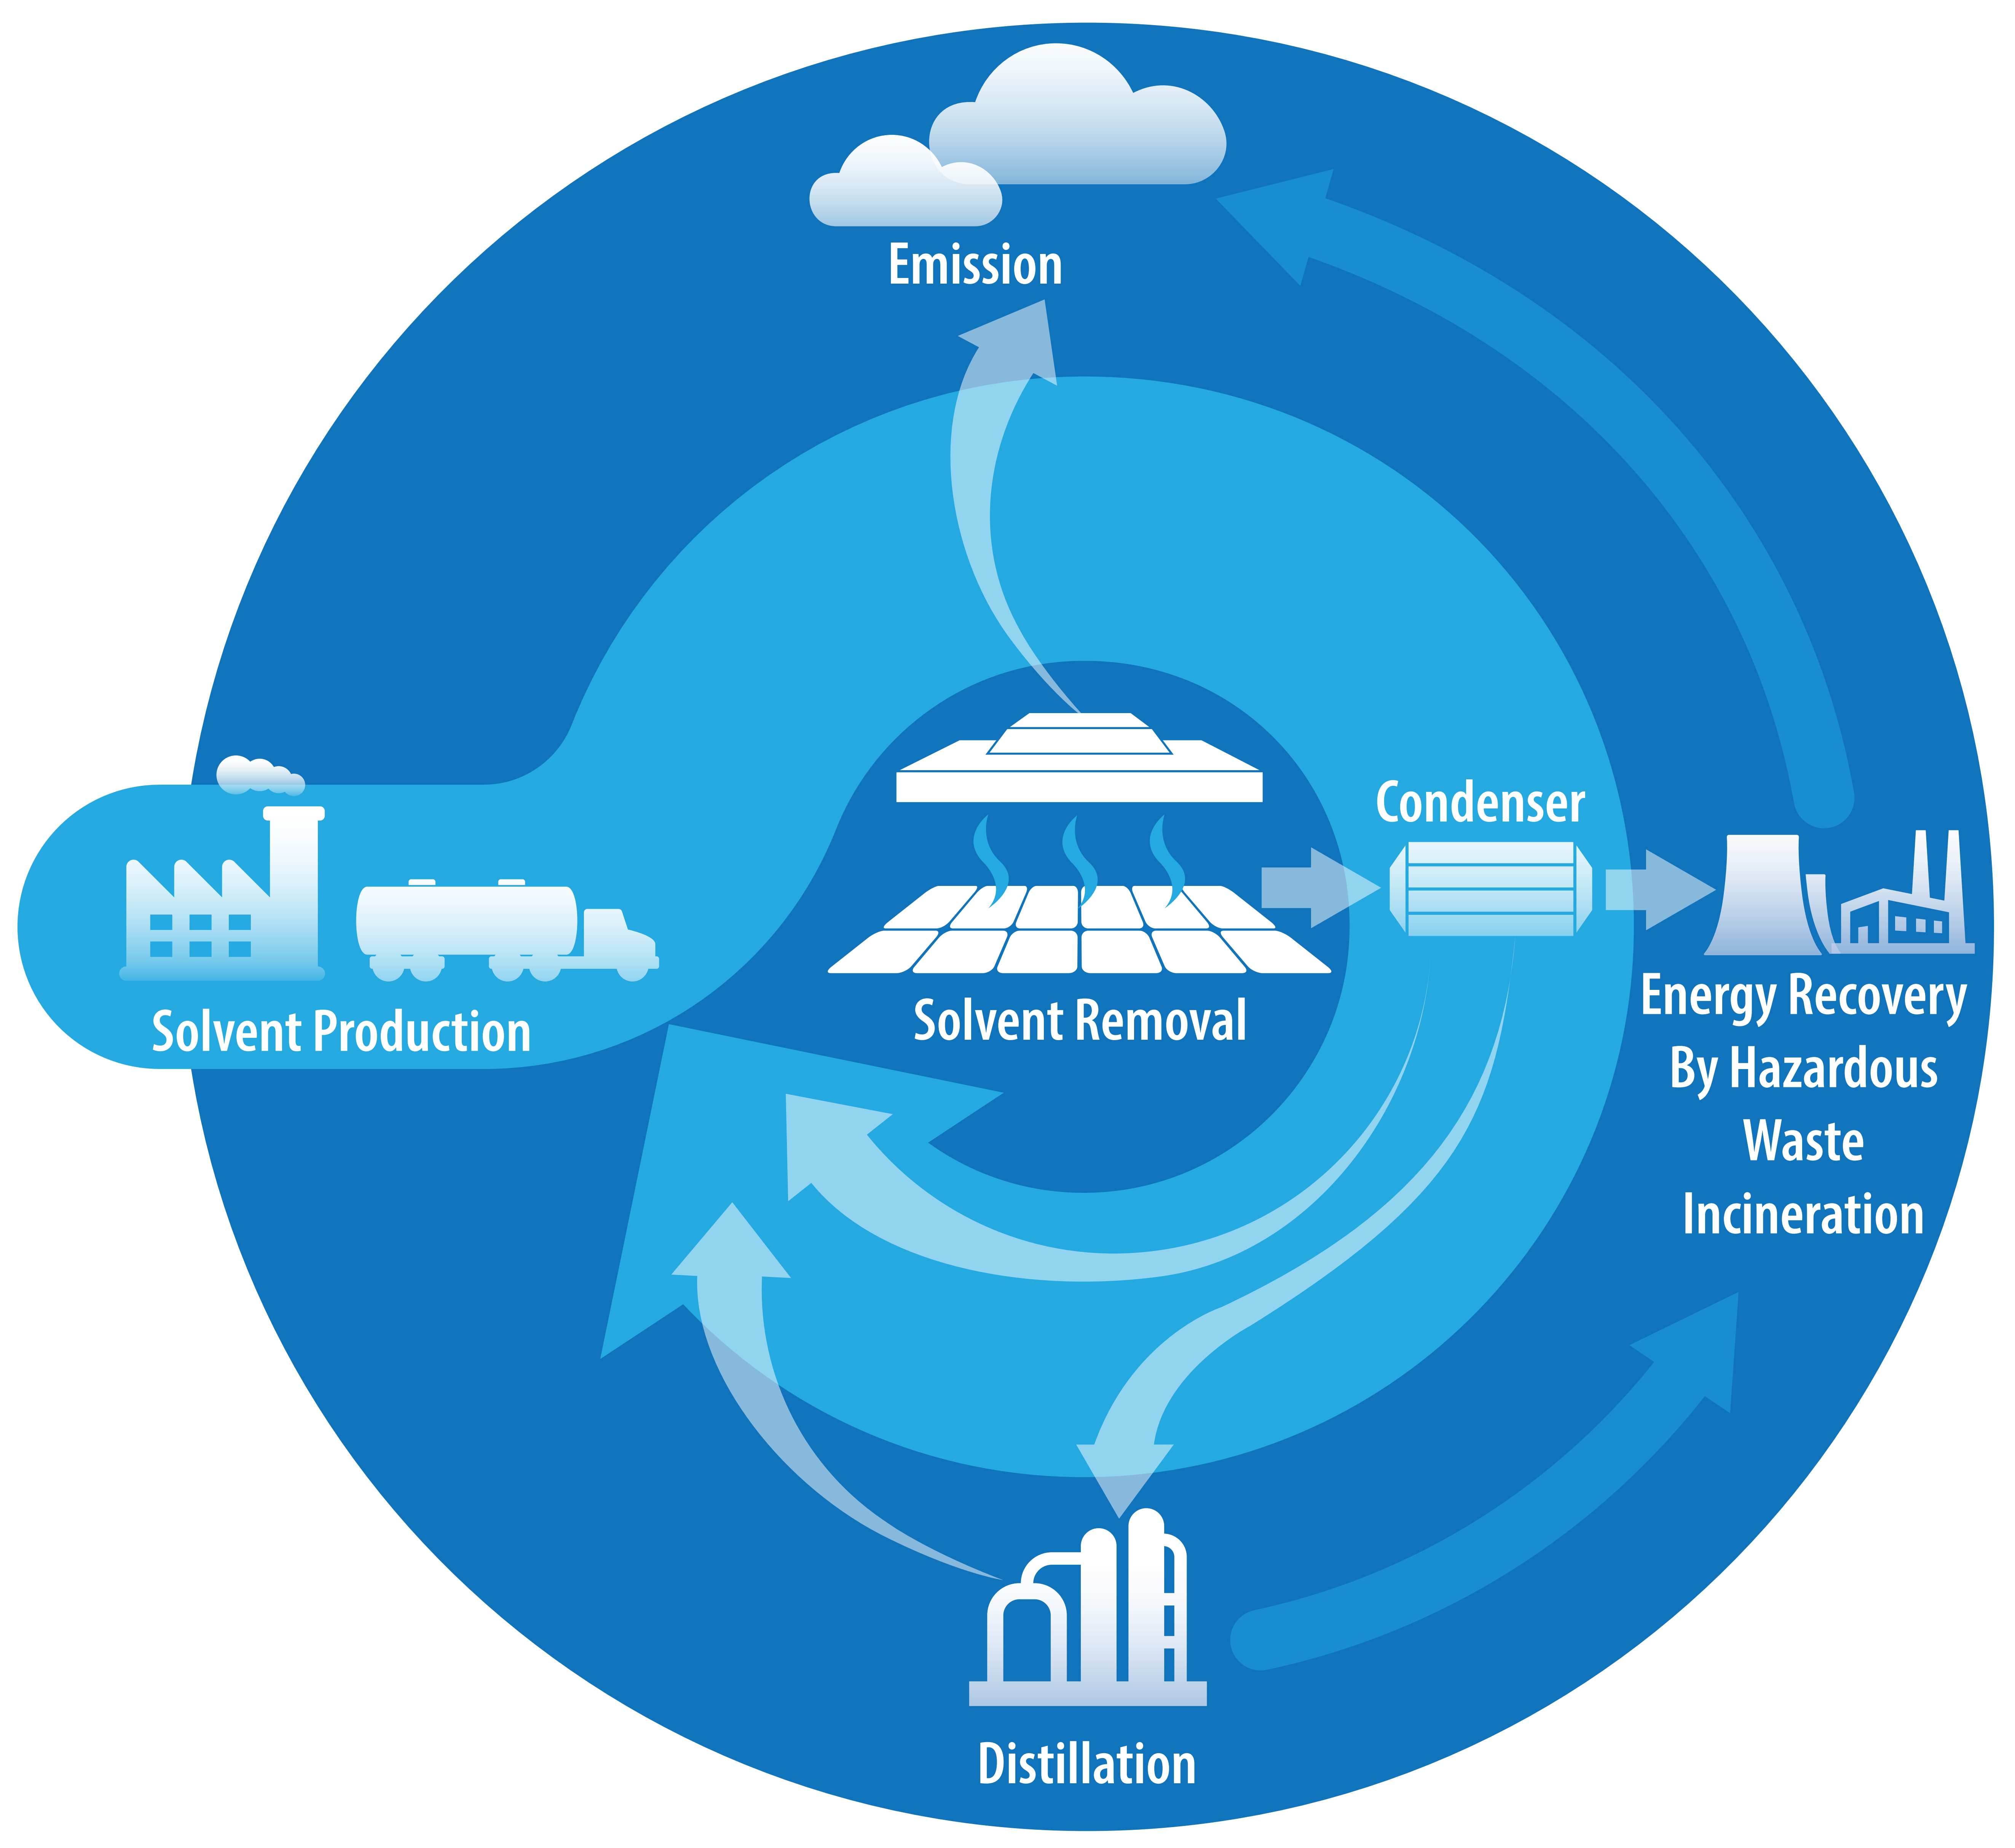 Emission
Condenser
Solvent Production
Solvent Removal
Energy Recovery
By Hazardous
Waste
Incineration
Distillation